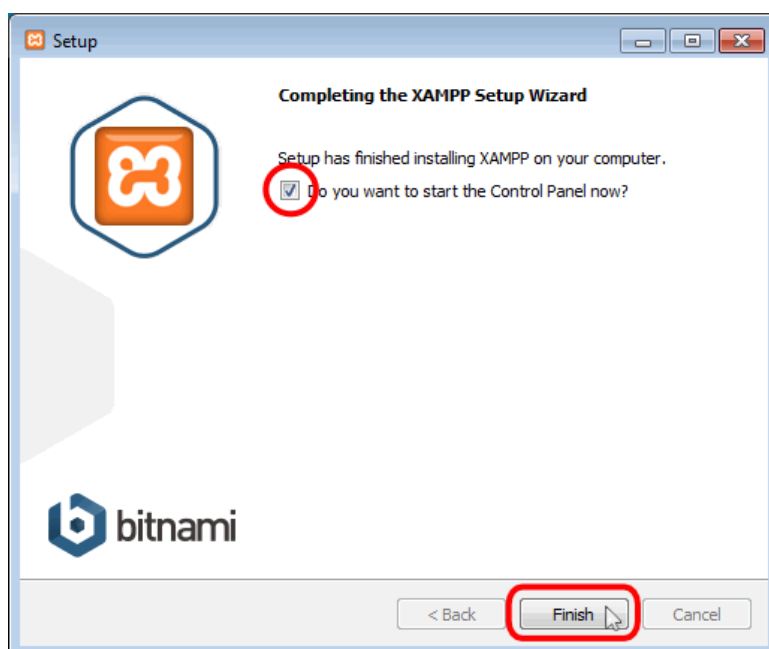 Setup
Completing the XAMPP Setup Wizard
Setup has finished installing XAMPP on your computer.
Do you want to start the Control Panel now?
bitnami
< Back
Finish
Cancel